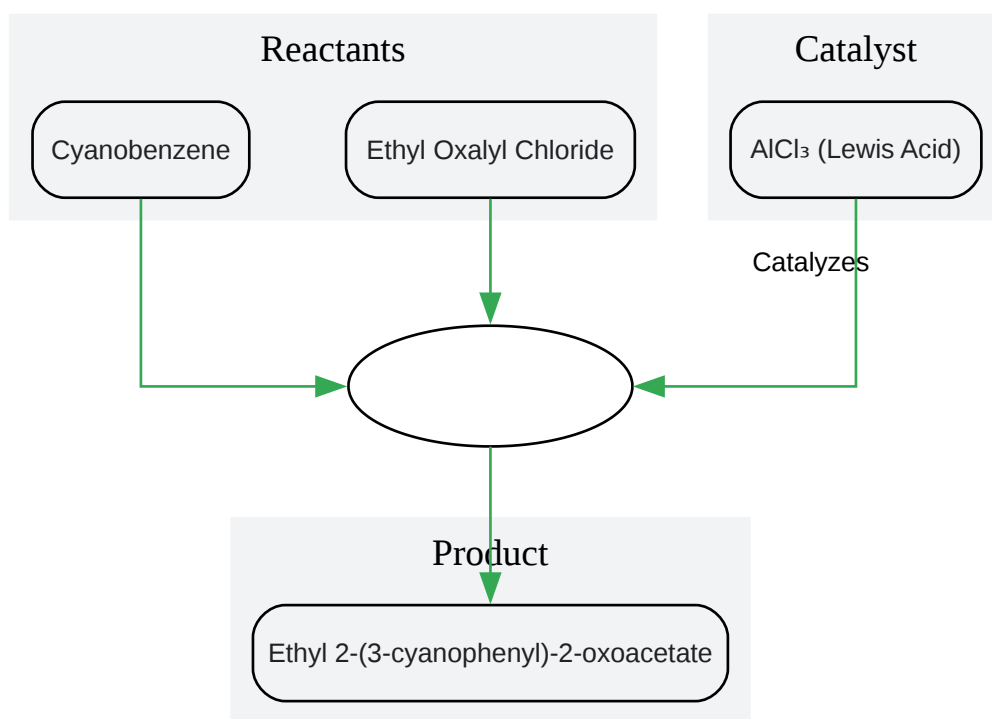 Reactants
Catalyst
Cyanobenzene
Ethyl Oxalyl Chloride
AlCl₃ (Lewis Acid)
Catalyzes
Product
Ethyl 2-(3-cyanophenyl)-2-oxoacetate